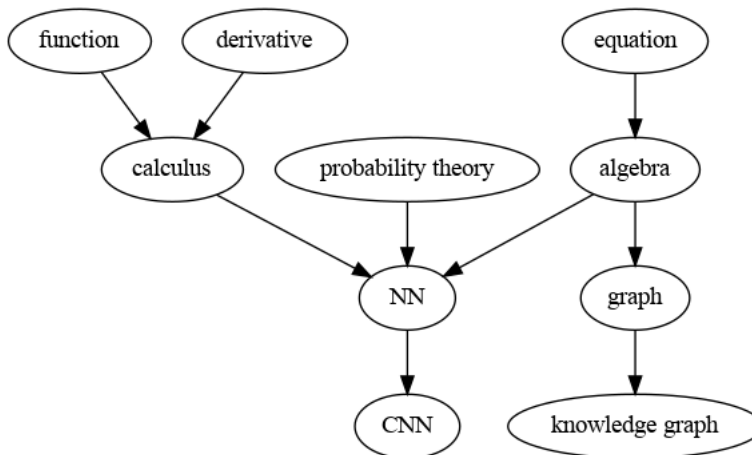 function
derivative
equation
calculus
probability theory
algebra
NN
graph
CNN
knowledge graph